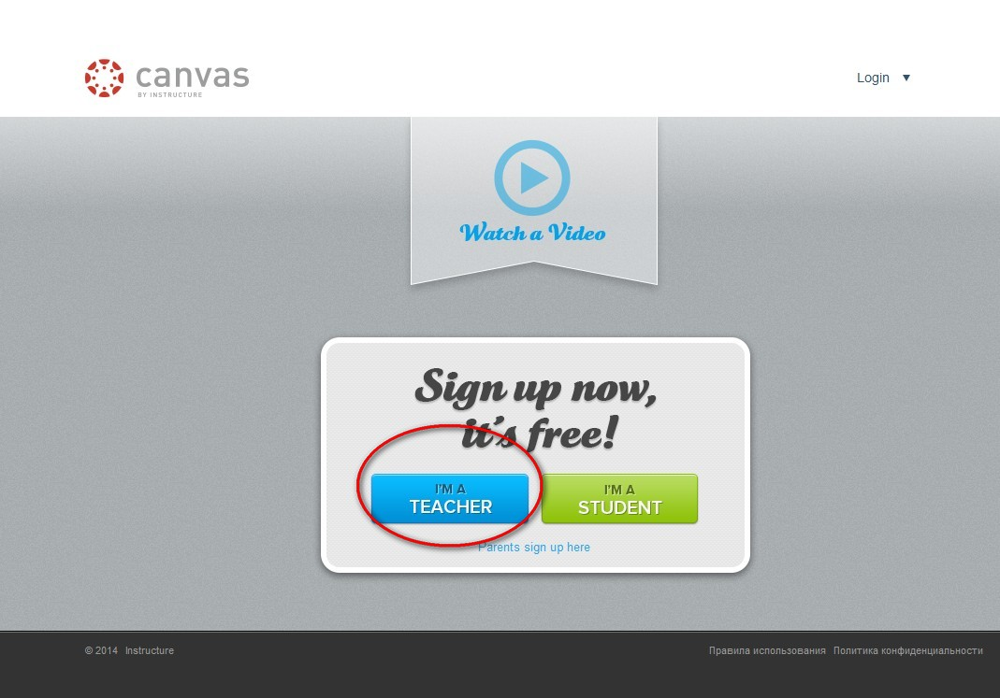 canvas
BY INSTRUCTURE
Login
Watch a Video
Sign up now,
it's free!
I'M A
TEACHER
I'M A
STUDENT
Parents sign up here
© 2014 Instructure
Правила использования Политика конфиденциальности